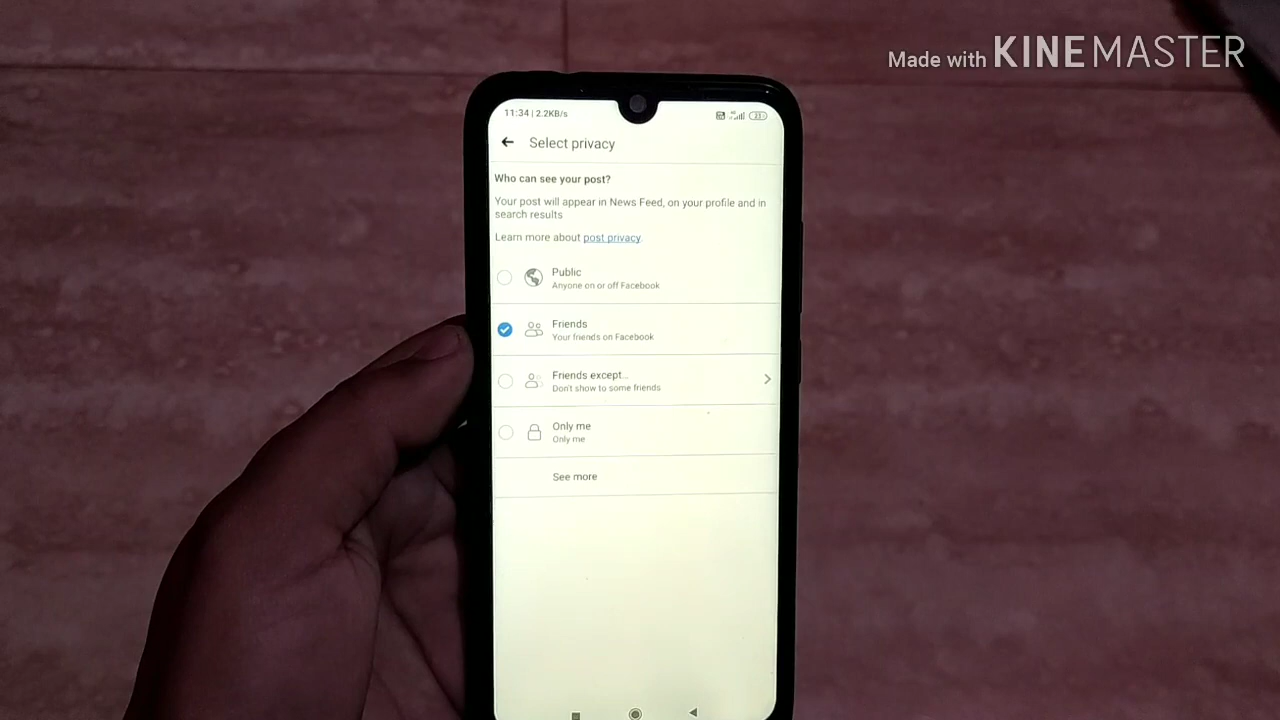 Made with KINEMASTER
11:34 | 2.2KB/s
23
Select privacy
Who can see your post?
Your post will appear in News Feed, on your profile and in
search results
Learn more about post privacy.
Public
Anyone on or off Facebook
Friends
Your friends on Facebook
Friends except...
Don't show to some friends
Only me
Only me
See more